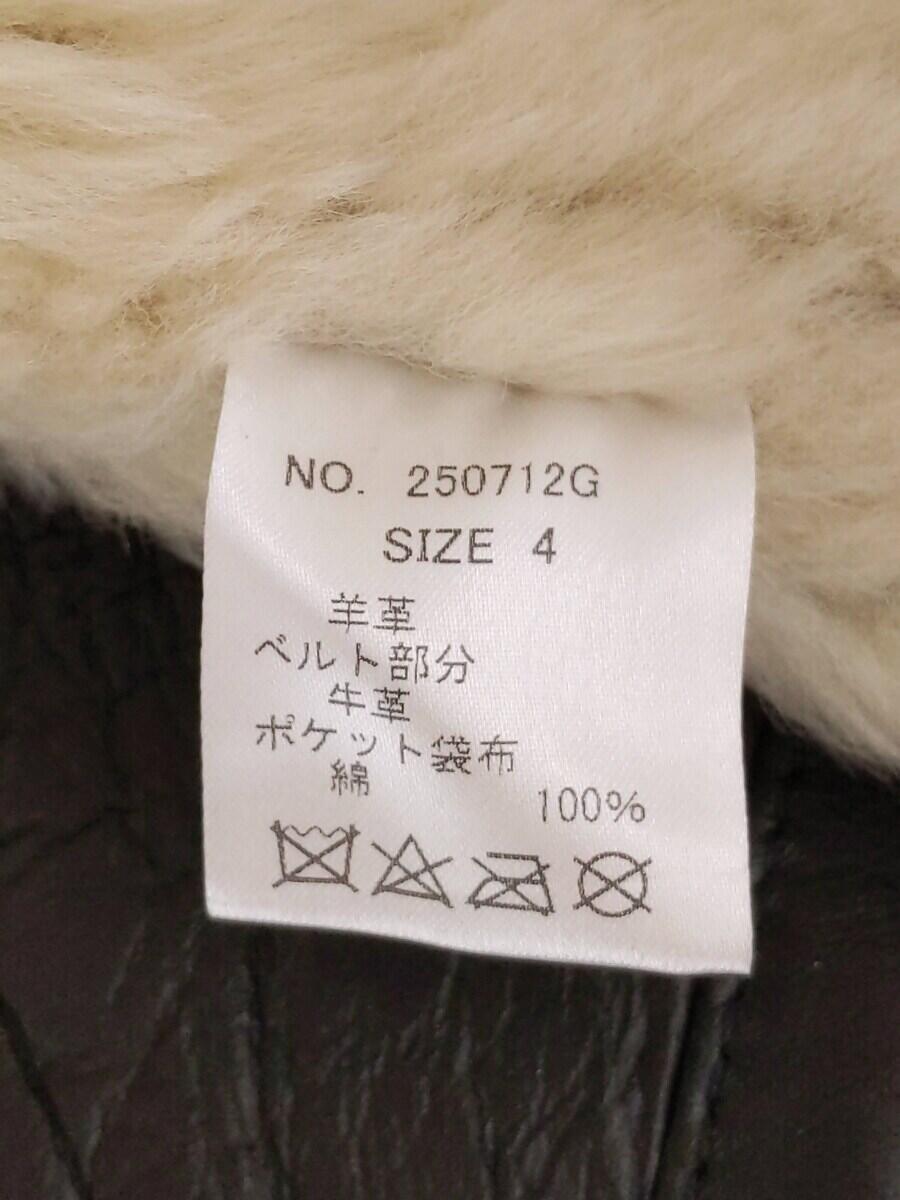 NO. 250712G
SIZE 4
羊革
ベルト部分
牛革
ポケット袋布
綿 100%